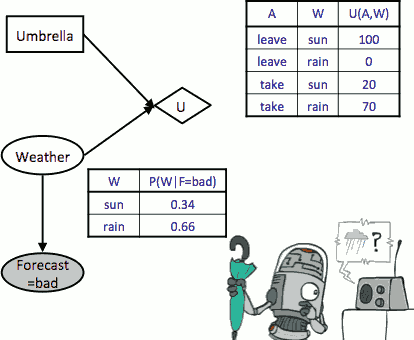 Umbrella
A W U(A,W)
leave sun 100
leave rain 0
take sun 20
take rain 70
U
Weather
W P(W|F=bad)
sun 0.34
rain 0.66
Forecast
=bad
?